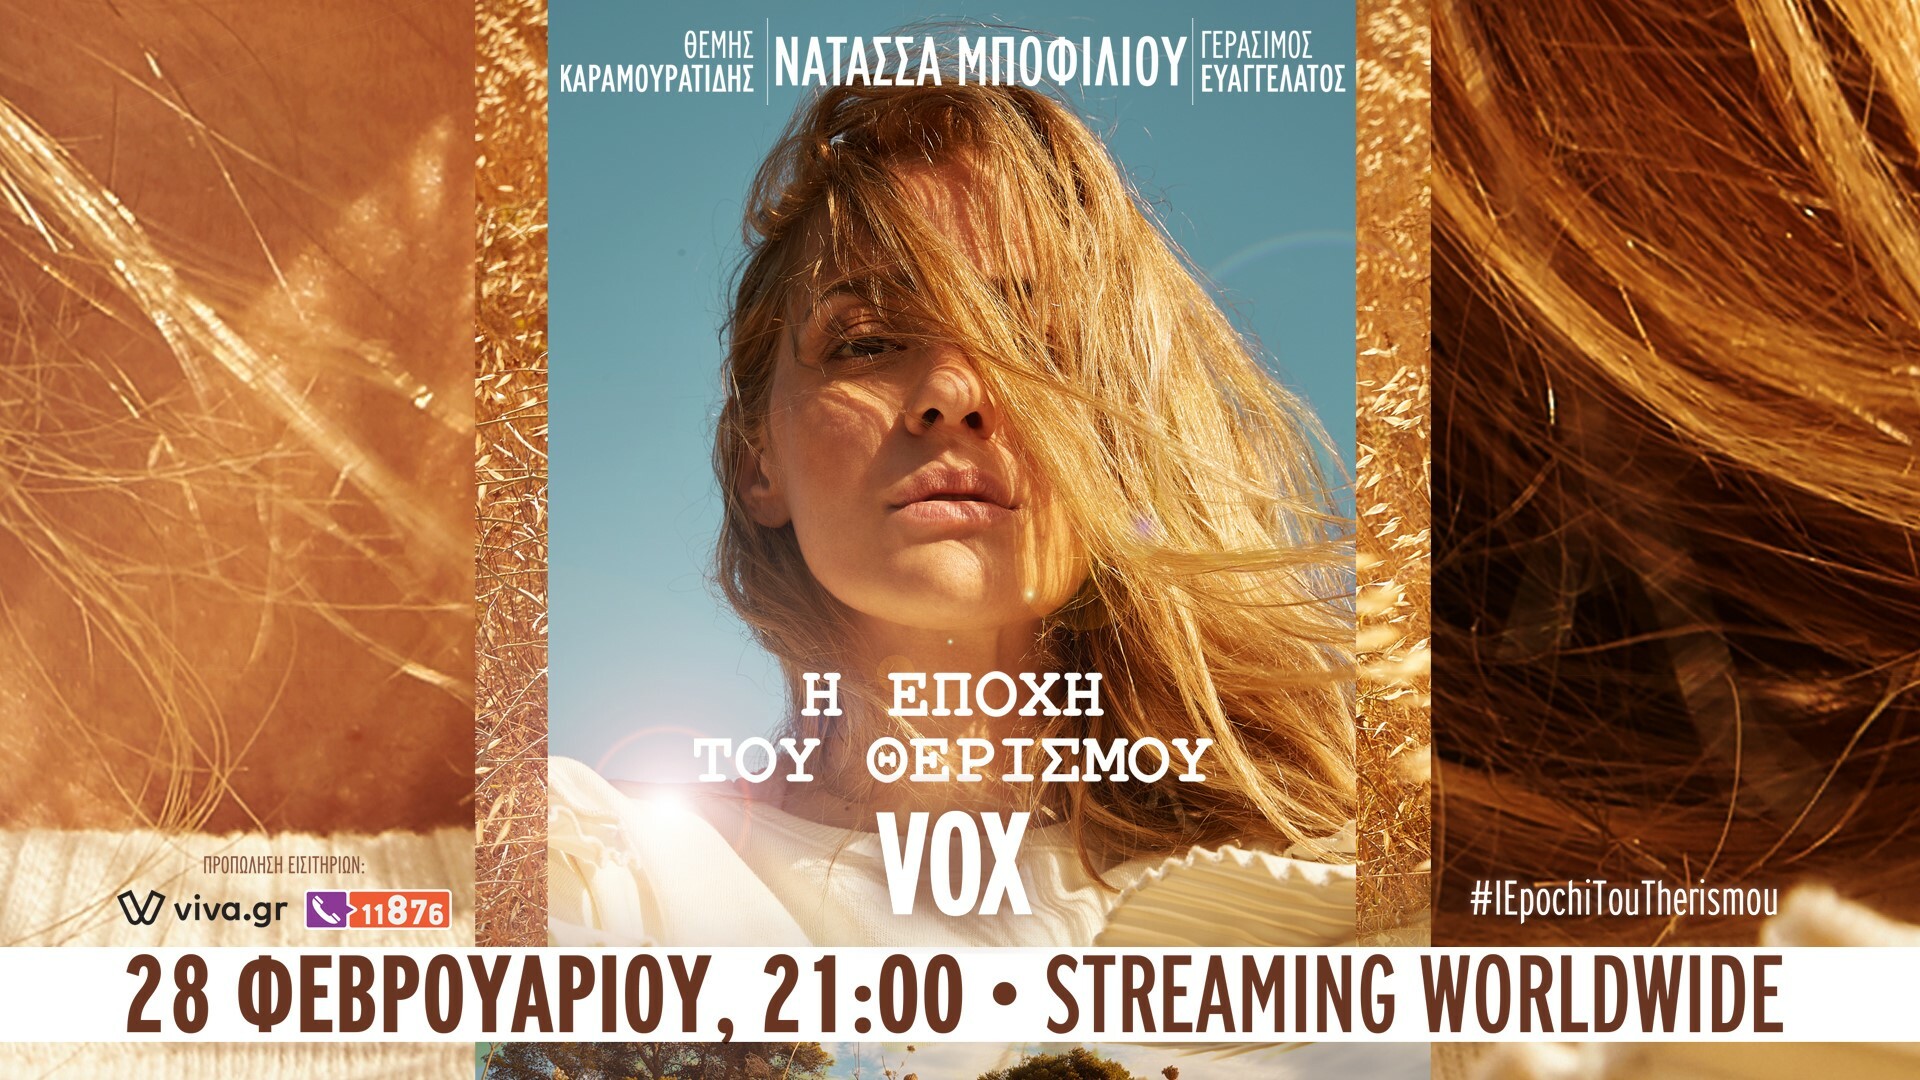 ΘΕΜΗΣ
ΚΑΡΑΜΟΥΡΑΤΙΔΗΣ
ΝΑΤΑΣΣΑ ΜΠΟΦΙΛΙΟΥ
ΓΕΡΑΣΙΜΟΣ
ΕΥΑΓΓΕΛΑΤΟΣ
Η ΕΠΟΧΗ
ΤΟΥ ΘΕΡΙΣΜΟΥ
VOX
ΠΡΟΠΩΛΗΣΗ ΕΙΣΙΤΗΡΙΩΝ:
viva.gr 11876
#IEpochiTouTherismou
28 ΦΕΒΡΟΥΑΡΙΟΥ, 21:00 • STREAMING WORLDWIDE